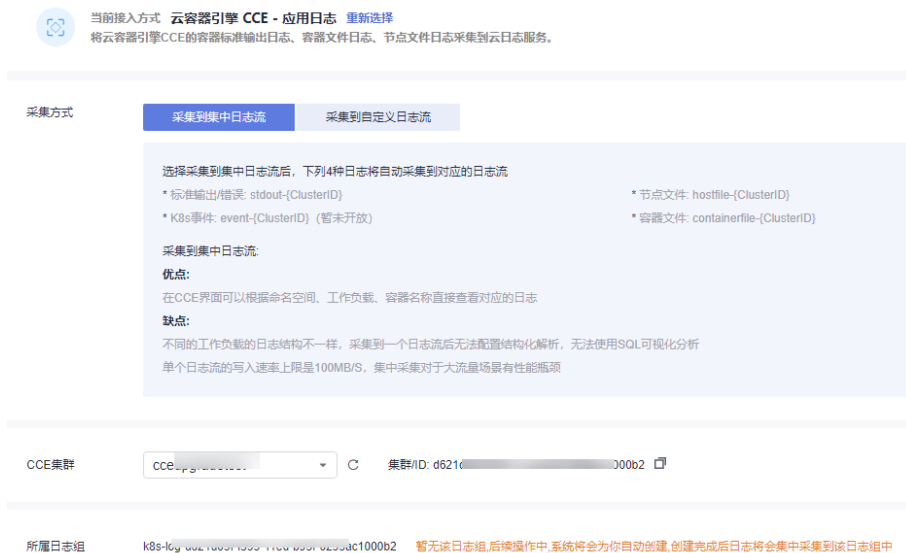 当前接入方式 云容器引擎 CCE - 应用日志 重新选择
将云容器引擎CCE的容器标准输出日志、容器文件日志、节点文件日志采集到云日志服务。
采集方式 采集到集中日志流 采集到自定义日志流
选择采集到集中日志流后，下列4种日志将自动采集到对应的日志流
* 标准输出/错误: stdout-{ClusterID} * 节点文件: hostfile-{ClusterID}
* K8s事件: event-{ClusterID}（暂未开放） * 容器文件: containerfile-{ClusterID}
采集到集中日志流:
优点:
在CCE界面可以根据命名空间、工作负载、容器名称直接查看对应的日志
缺点:
不同的工作负载的日志结构不一样，采集到一个日志流后无法配置结构化解析，无法使用SQL可视化分析
单个日志流的写入速率上限是100MB/S，集中采集对于大流量场景有性能瓶颈
CCE集群 集群/ID: d621 000b2
所属日志组 暂无该日志组,后续操作中,系统将会为你自动创建,创建完成后日志将会集中采集到该日志组中